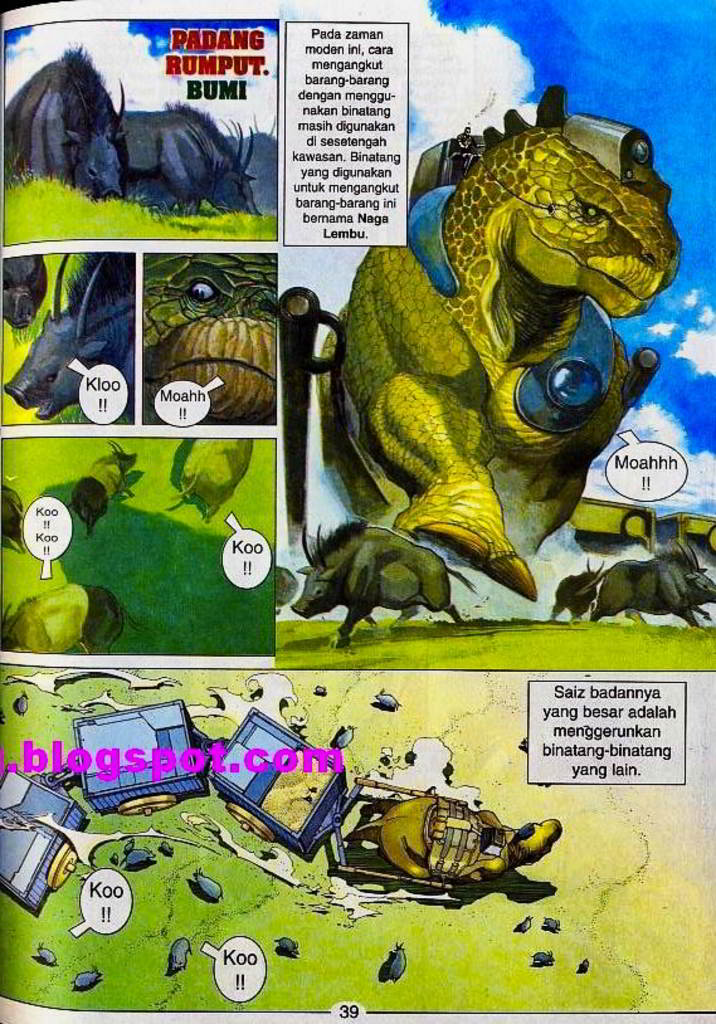 PADANG
RUMPUT.
BUMI
Pada zaman
moden ini, cara
mengangkut
barang-barang
dengan menggu-
nakan binatang
masih digunakan
di sesetengah
kawasan. Binatang
yang digunakan
untuk mengangkut
barang-barang ini
bernama Naga
Lembu.
Kloo
!!
Moahh
!!
Moahhh
!!
Koo
!!
Koo
!!
Koo
!!
Saiz badannya
yang besar adalah
menggerunkan
binatang-binatang
yang lain.
.blogspot.com
Koo
!!
Koo
!!
39